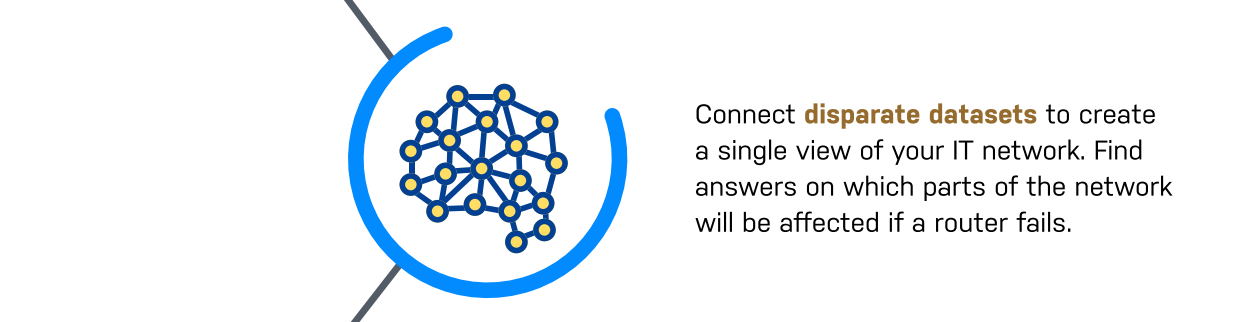 Connect disparate datasets to create
a single view of your IT network. Find
answers on which parts of the network
will be affected if a router fails.